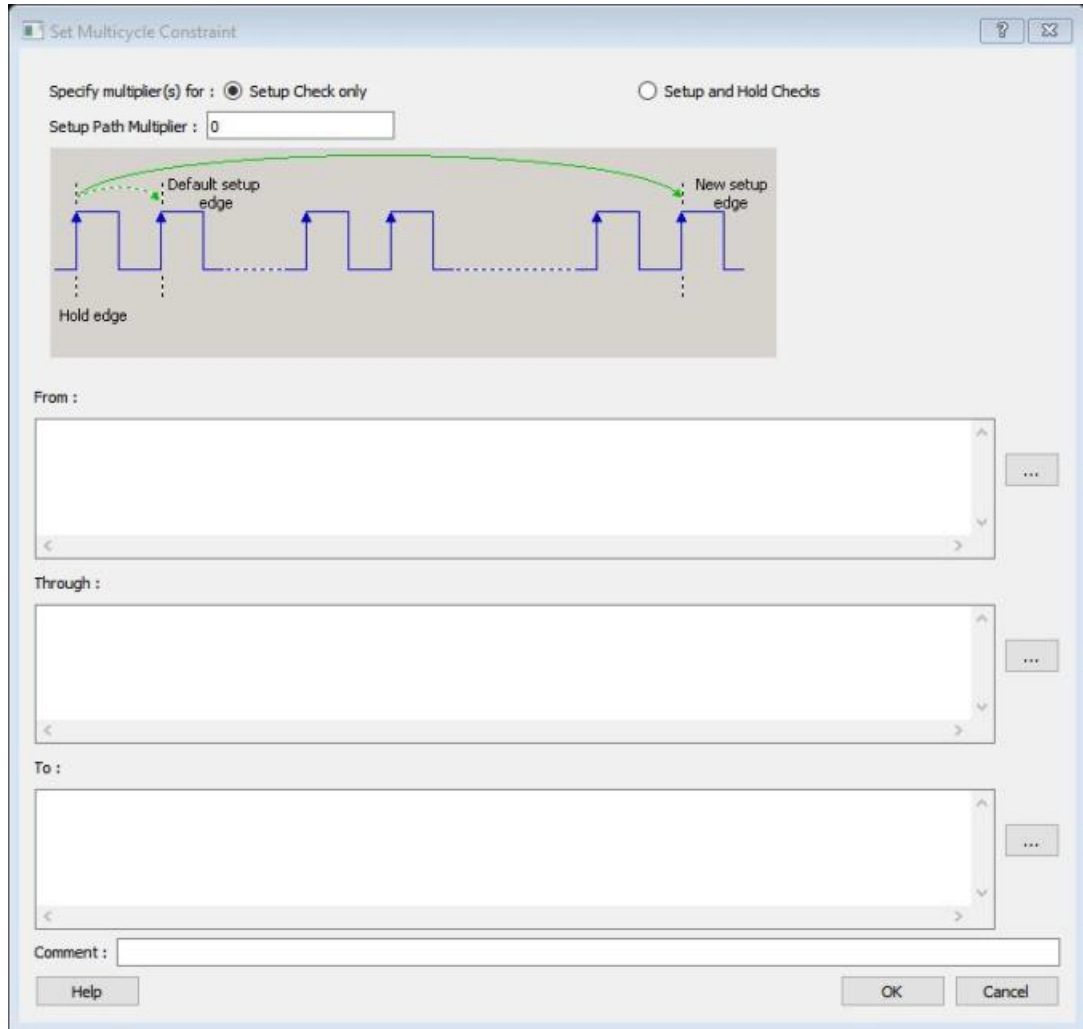 Set Multicycle Constraint
Specify multiplier(s) for : Setup Check only Setup and Hold Checks
Setup Path Multiplier : 0
Default setup
edge
New setup
edge
Hold edge
From :
...
Through :
...
To :
...
Comment :
Help OK Cancel